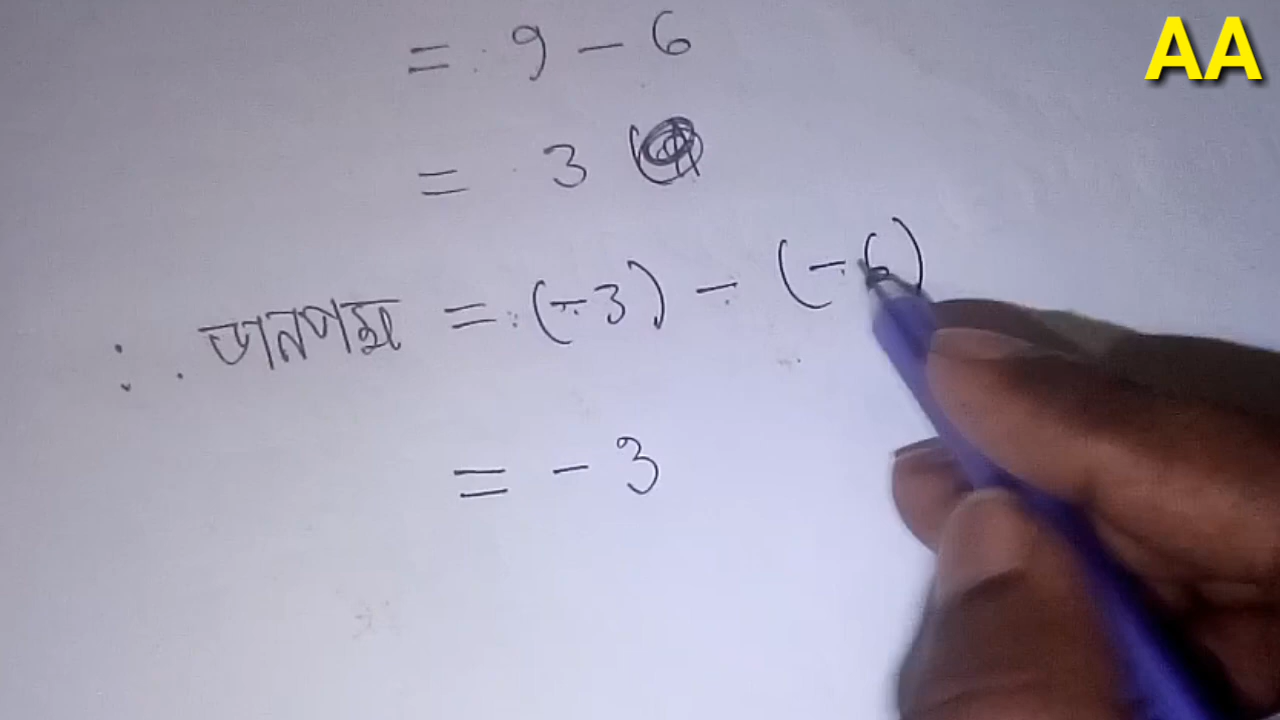 AA
= 9 - 6
= 3
∴ ডানপক্ষ = (-3) - (-6)
= - 3